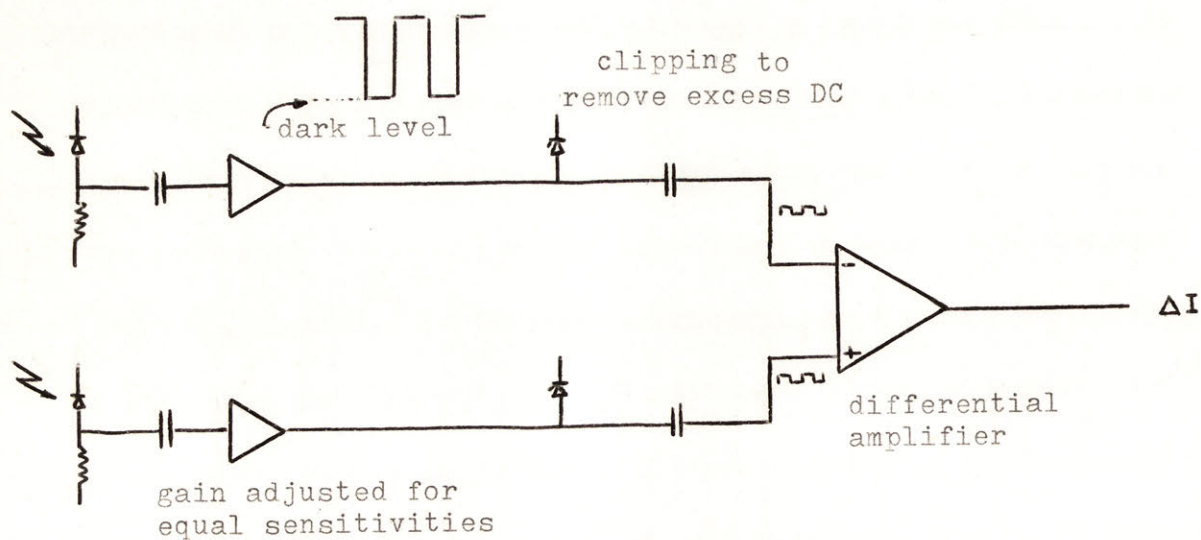 clipping to
remove excess DC
dark level
-
ΔI
+
differential
amplifier
gain adjusted for
equal sensitivities